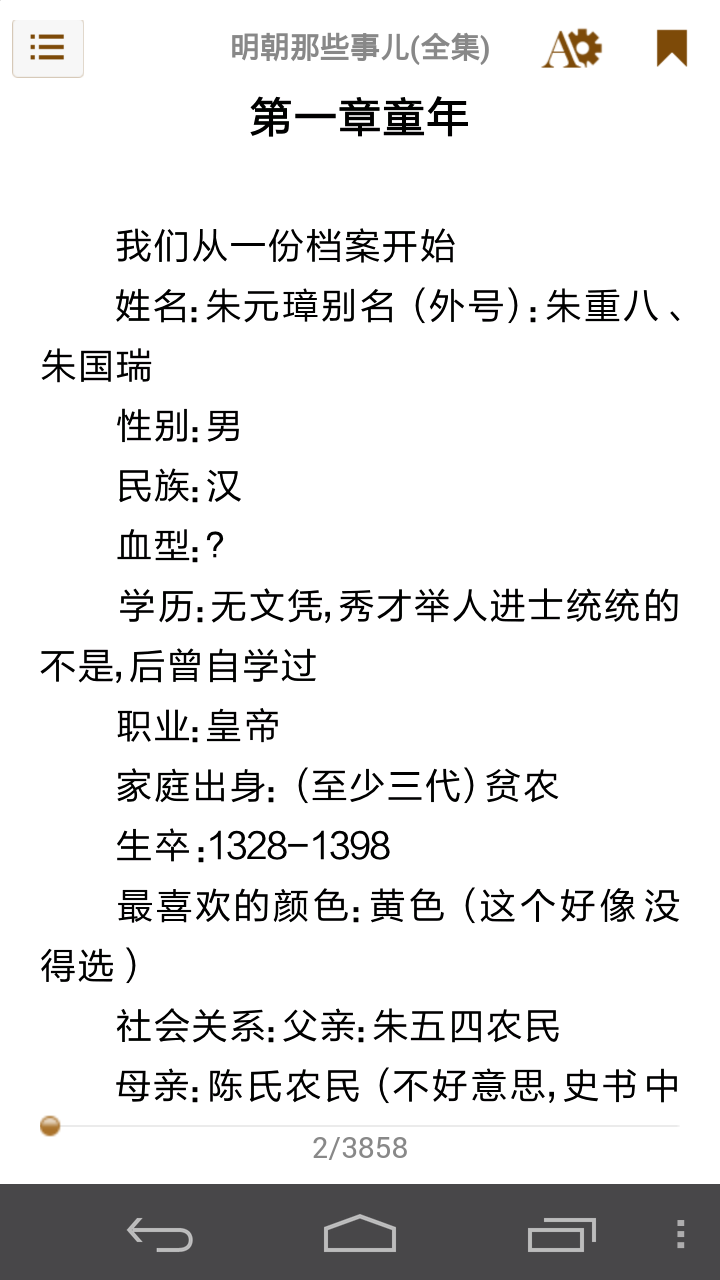 明朝那些事儿(全集)
第一章童年
我们从一份档案开始
姓名:朱元璋别名（外号）:朱重八、
朱国瑞
性别:男
民族:汉
血型:?
学历:无文凭,秀才举人进士统统的
不是,后曾自学过
职业:皇帝
家庭出身:（至少三代）贫农
生卒:1328-1398
最喜欢的颜色:黄色（这个好像没
得选）
社会关系:父亲:朱五四农民
母亲:陈氏农民（不好意思,史书中
2/3858